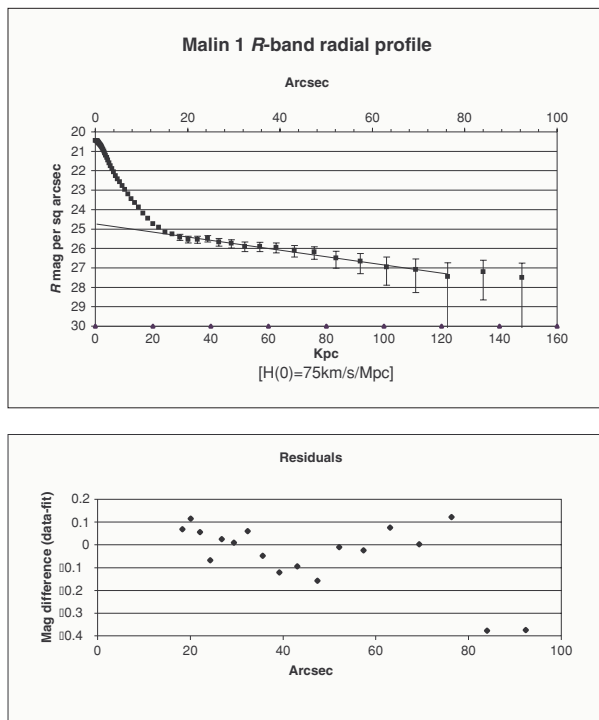 Malin 1 R-band radial profile
Arcsec
0 20 40 60 80 100
20
21
22
23
24
25
26
27
28
29
30
R mag per sq arcsec
0 20 40 60 80 100 120 140 160
Kpc
[H(0)=75km/s/Mpc]
Residuals
0.2
0.1
0
▯0.1
▯0.2
▯0.3
▯0.4
Mag difference (data-fit)
0 20 40 60 80 100
Arcsec